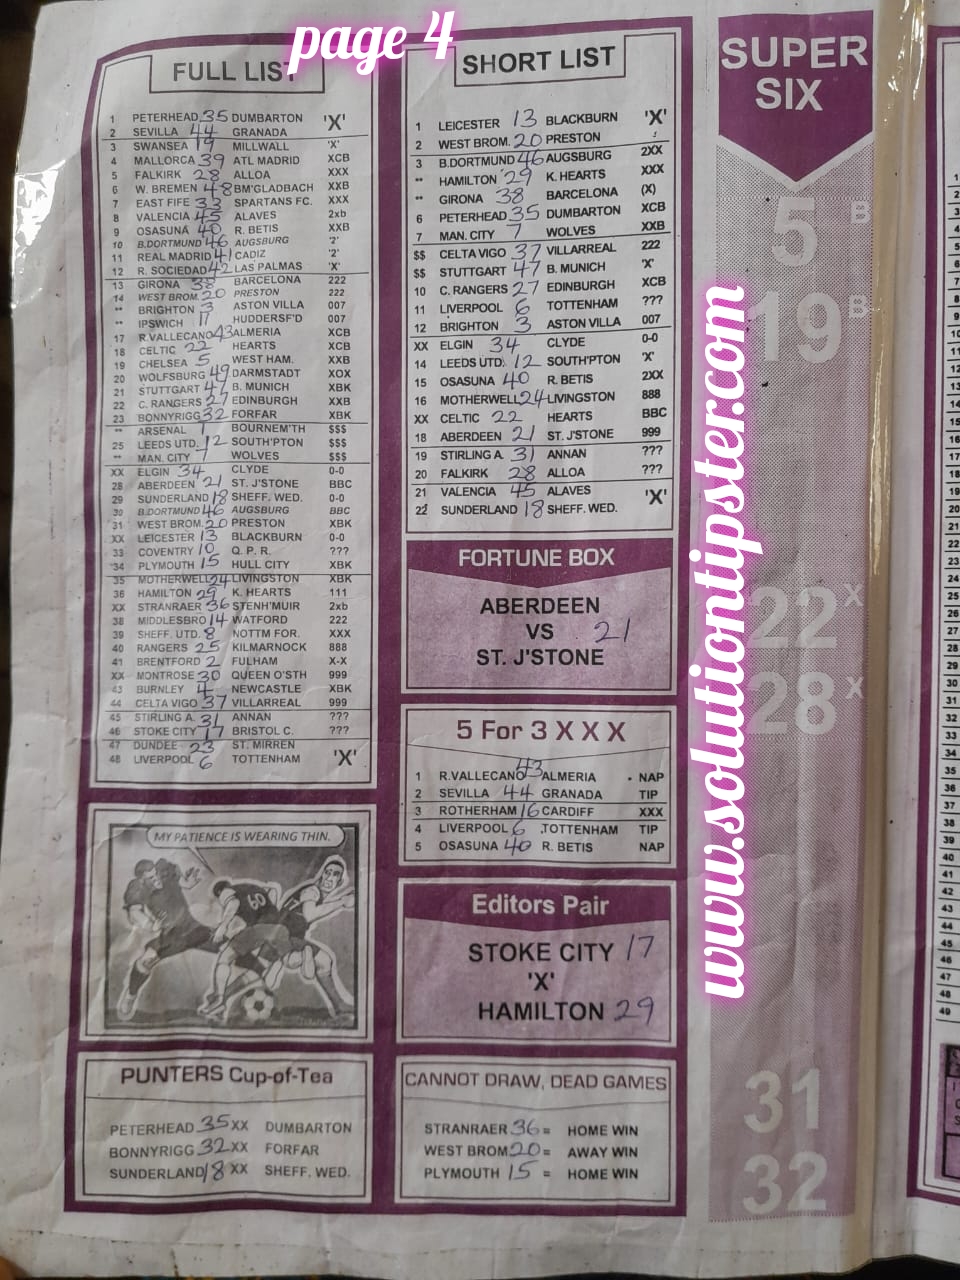 page 4
FULL LIST
1 PETERHEAD 35 DUMBARTON 'X'
2 SEVILLA 44 GRANADA
3 SWANSEA 19 MILLWALL 'X'
4 MALLORCA 39 ATL MADRID XCB
5 FALKIRK 28 ALLOA XXX
6 W. BREMEN 48 BM'GLADBACH XXB
7 EAST FIFE 33 SPARTANS FC. XXX
8 VALENCIA 45 ALAVES 2xb
9 OSASUNA 40 R. BETIS XXB
10 B.DORTMUND 46 AUGSBURG '2'
11 REAL MADRID 41 CADIZ '2'
12 R. SOCIEDAD 42 LAS PALMAS 'X'
13 GIRONA 38 BARCELONA 222
14 WEST BROM. 20 PRESTON 222
** BRIGHTON 3 ASTON VILLA 007
** IPSWICH 17 HUDDERSF'D 007
17 R.VALLECANO 43 ALMERIA XCB
18 CELTIC 22 HEARTS XCB
19 CHELSEA 5 WEST HAM. XXB
20 WOLFSBURG 49 DARMSTADT XOX
21 STUTTGART 47 B. MUNICH XBK
22 C. RANGERS 27 EDINBURGH XXB
23 BONNYRIGG 32 FORFAR XBK
** ARSENAL 1 BOURNEM'TH $$$
25 LEEDS UTD. 12 SOUTH'PTON $$$
** MAN. CITY 7 WOLVES $$$
XX ELGIN 34 CLYDE 0-0
28 ABERDEEN 21 ST. J'STONE BBC
29 SUNDERLAND 18 SHEFF. WED. 0-0
30 B.DORTMUND 46 AUGSBURG BBC
31 WEST BROM. 20 PRESTON XBK
XX LEICESTER 13 BLACKBURN 0-0
33 COVENTRY 10 Q. P. R. ???
34 PLYMOUTH 15 HULL CITY XBK
35 MOTHERWELL 24 LIVINGSTON XBK
36 HAMILTON 29 K. HEARTS 111
XX STRANRAER 36 STENH'MUIR 2xb
38 MIDDLESBRO 14 WATFORD 222
39 SHEFF. UTD. 8 NOTTM FOR. XXX
40 RANGERS 25 KILMARNOCK 888
41 BRENTFORD 2 FULHAM X-X
XX MONTROSE 30 QUEEN O'STH 999
43 BURNLEY 4 NEWCASTLE XBK
44 CELTA VIGO 37 VILLARREAL 999
45 STIRLING A. 31 ANNAN ???
46 STOKE CITY 17 BRISTOL C. ???
47 DUNDEE 23 ST. MIRREN
48 LIVERPOOL 6 TOTTENHAM 'X'
MY PATIENCE IS WEARING THIN.
60
PUNTERS Cup-of-Tea
PETERHEAD 35 XX DUMBARTON
BONNYRIGG 32 XX FORFAR
SUNDERLAND 18 XX SHEFF. WED.
SHORT LIST
1 LEICESTER 13 BLACKBURN 'X'
2 WEST BROM. 20 PRESTON
3 B.DORTMUND 46 AUGSBURG 2XX
** HAMILTON 29 K. HEARTS XXX
** GIRONA 38 BARCELONA (X)
6 PETERHEAD 35 DUMBARTON XCB
7 MAN. CITY 7 WOLVES XXB
$$ CELTA VIGO 37 VILLARREAL 222
$$ STUTTGART 47 B. MUNICH 'X'
10 C. RANGERS 27 EDINBURGH XCB
11 LIVERPOOL 6 TOTTENHAM ???
12 BRIGHTON 3 ASTON VILLA 007
XX ELGIN 34 CLYDE 0-0
14 LEEDS UTD. 12 SOUTH'PTON 'X'
15 OSASUNA 40 R. BETIS 2XX
16 MOTHERWELL 24 LIVINGSTON 888
XX CELTIC 22 HEARTS BBC
18 ABERDEEN 21 ST. J'STONE 999
19 STIRLING A. 31 ANNAN ???
20 FALKIRK 28 ALLOA ???
21 VALENCIA 45 ALAVES 'X'
22 SUNDERLAND 18 SHEFF. WED.
FORTUNE BOX
ABERDEEN
VS 21
ST. J'STONE
5 For 3 X X X
1 R.VALLECANO 43 ALMERIA NAP
2 SEVILLA 44 GRANADA TIP
3 ROTHERHAM 16 CARDIFF XXX
4 LIVERPOOL 6 TOTTENHAM TIP
5 OSASUNA 40 R. BETIS NAP
Editors Pair
STOKE CITY 17
'X'
HAMILTON 29
CANNOT DRAW, DEAD GAMES
STRANRAER 36 = HOME WIN
WEST BROM 20 = AWAY WIN
PLYMOUTH 15 = HOME WIN
SUPER
SIX
5 B
19 B
22 X
28 X
31
32
www.solutiontipster.com